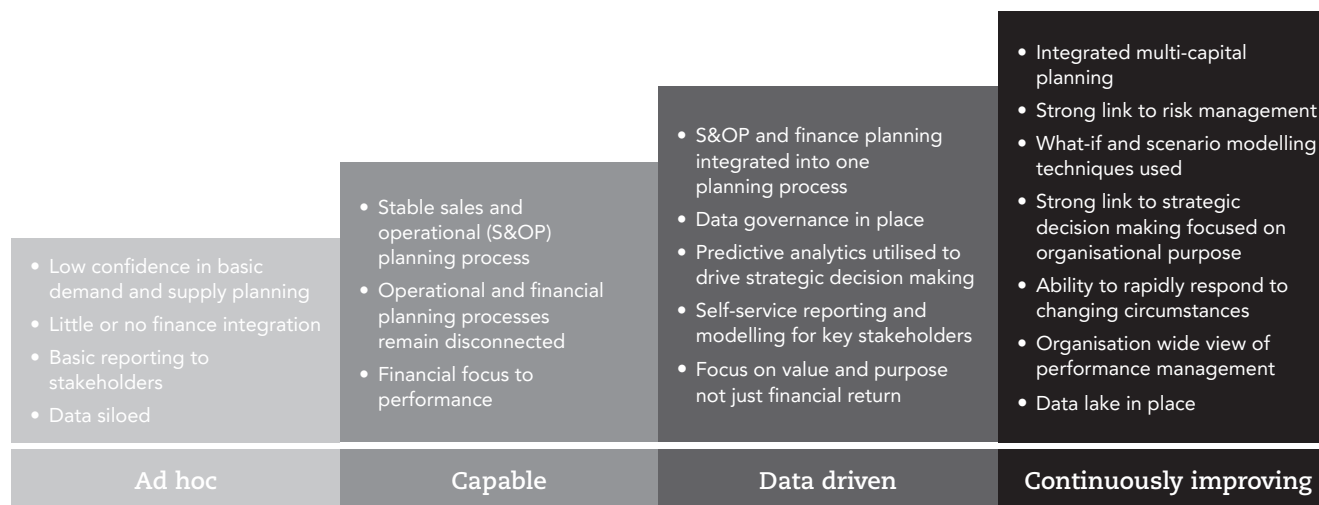 • Low confidence in basic
demand and supply planning
• Little or no finance integration
• Basic reporting to
stakeholders
• Data siloed
Ad hoc
• Stable sales and
operational (S&OP)
planning process
• Operational and financial
planning processes
remain disconnected
• Financial focus to
performance
Capable
• S&OP and finance planning
integrated into one
planning process
• Data governance in place
• Predictive analytics utilised to
drive strategic decision making
• Self-service reporting and
modelling for key stakeholders
• Focus on value and purpose
not just financial return
Data driven
• Integrated multi-capital
planning
• Strong link to risk management
• What-if and scenario modelling
techniques used
• Strong link to strategic
decision making focused on
organisational purpose
• Ability to rapidly respond to
changing circumstances
• Organisation wide view of
performance management
• Data lake in place
Continuously improving